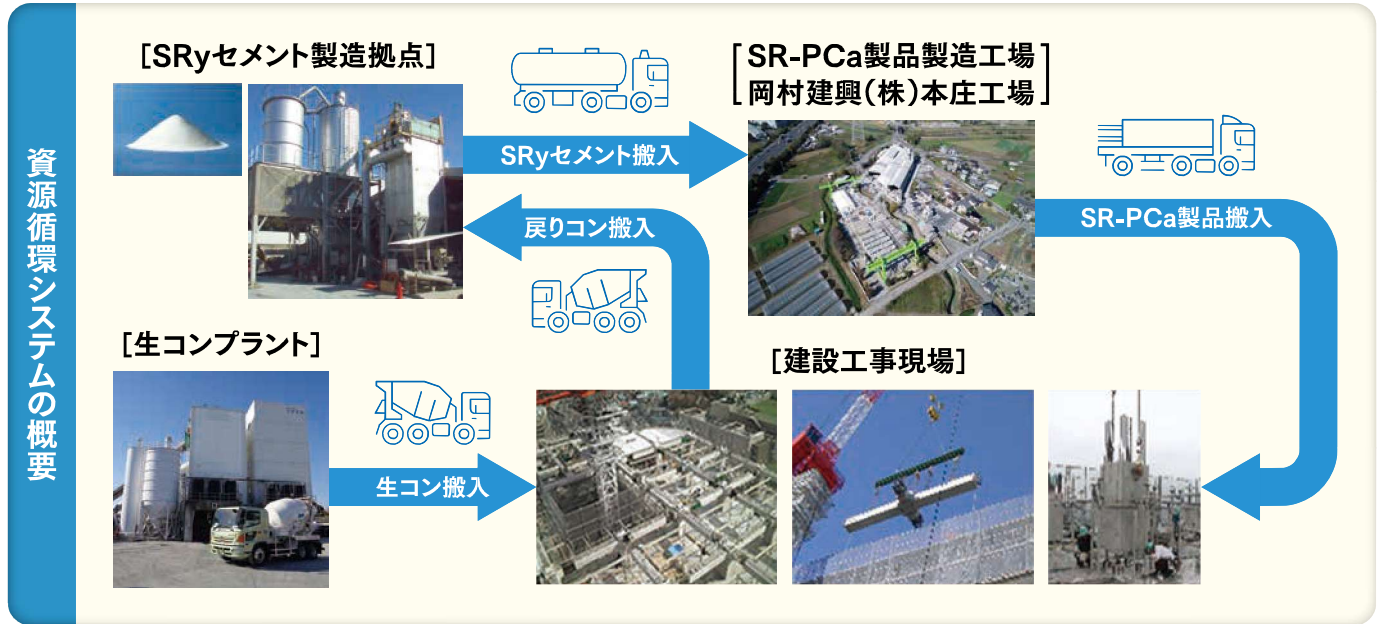 資源循環システムの概要
[SRyセメント製造拠点]
SRyセメント搬入
[SR-PCa製品製造工場
岡村建興(株)本庄工場]
SR-PCa製品搬入
戻りコン搬入
[生コンプラント]
生コン搬入
[建設工事現場]